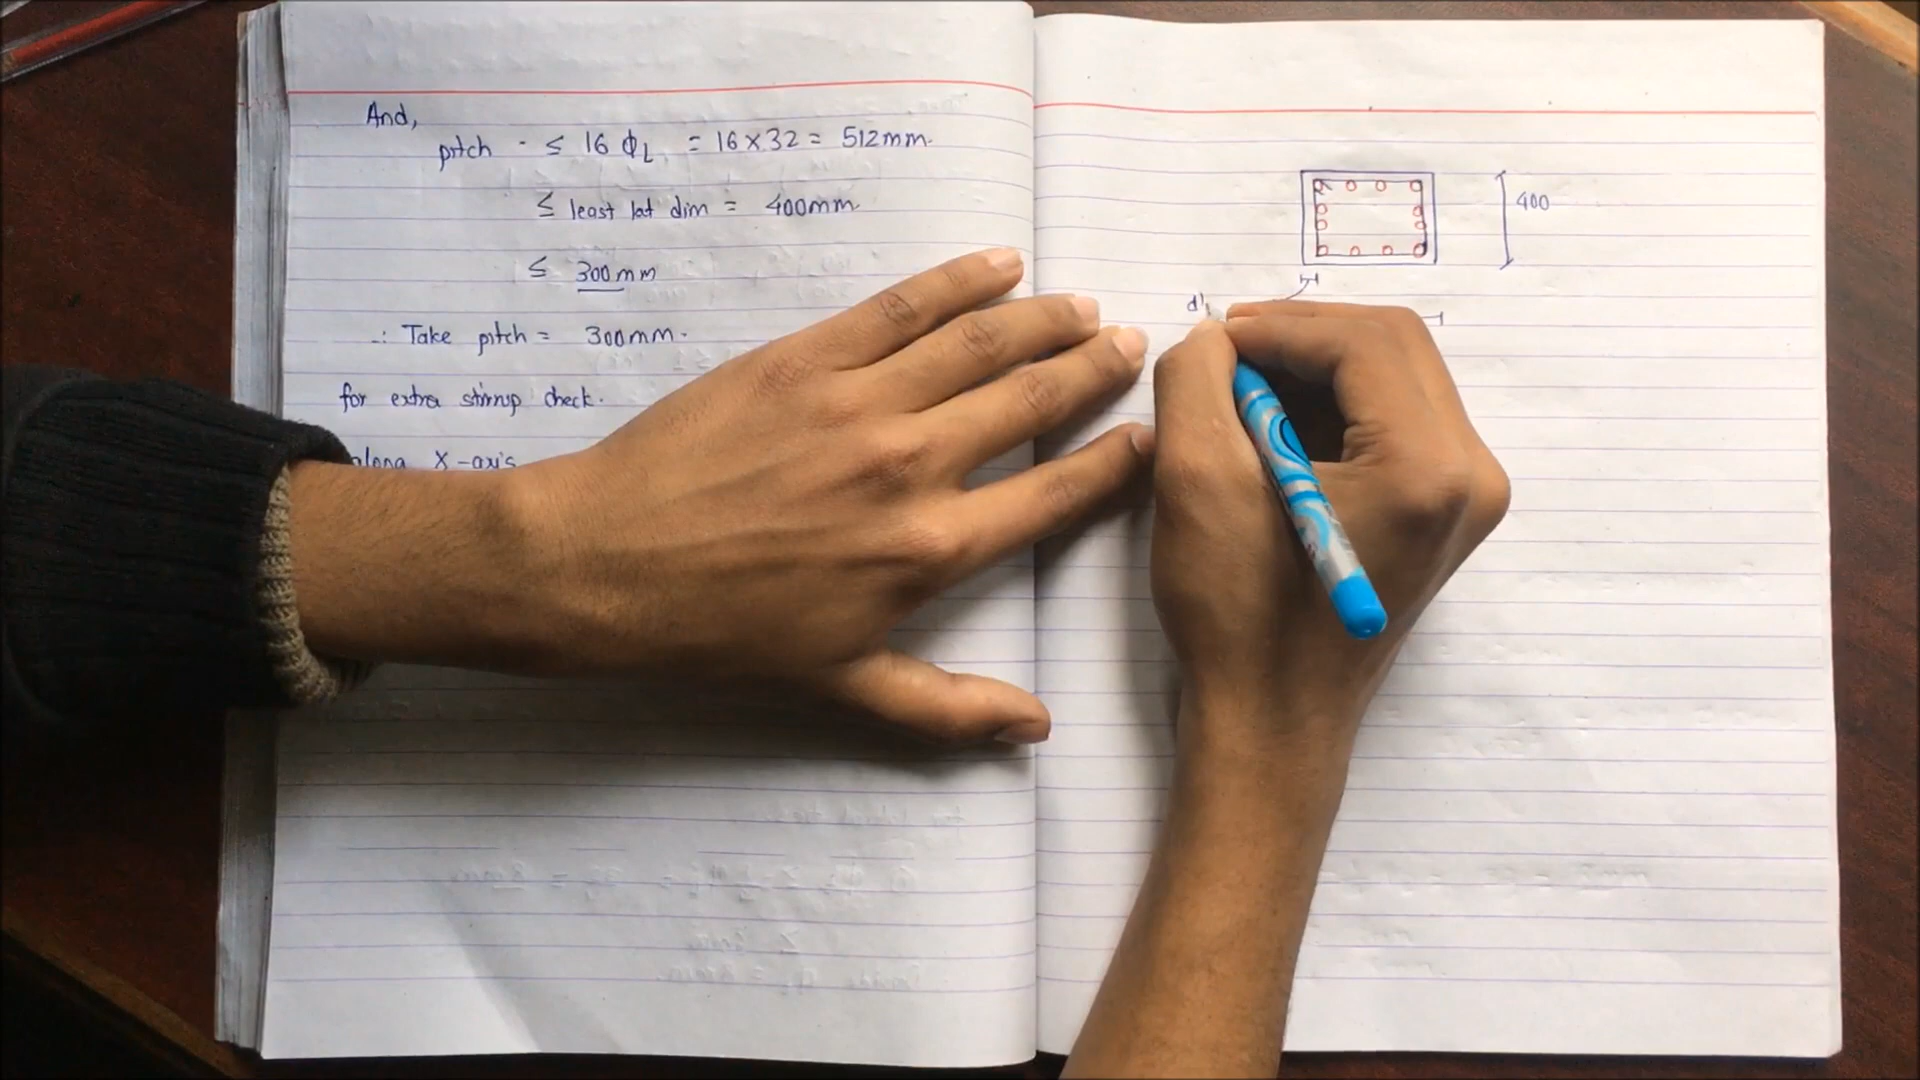 And,
pitch - ≤ 16 ϕL = 16 × 32 = 512mm.
≤ least lat dim = 400mm
≤ 300mm
∴ Take pitch = 300mm.
for extra stirrup check.
along X-axis
400
d'